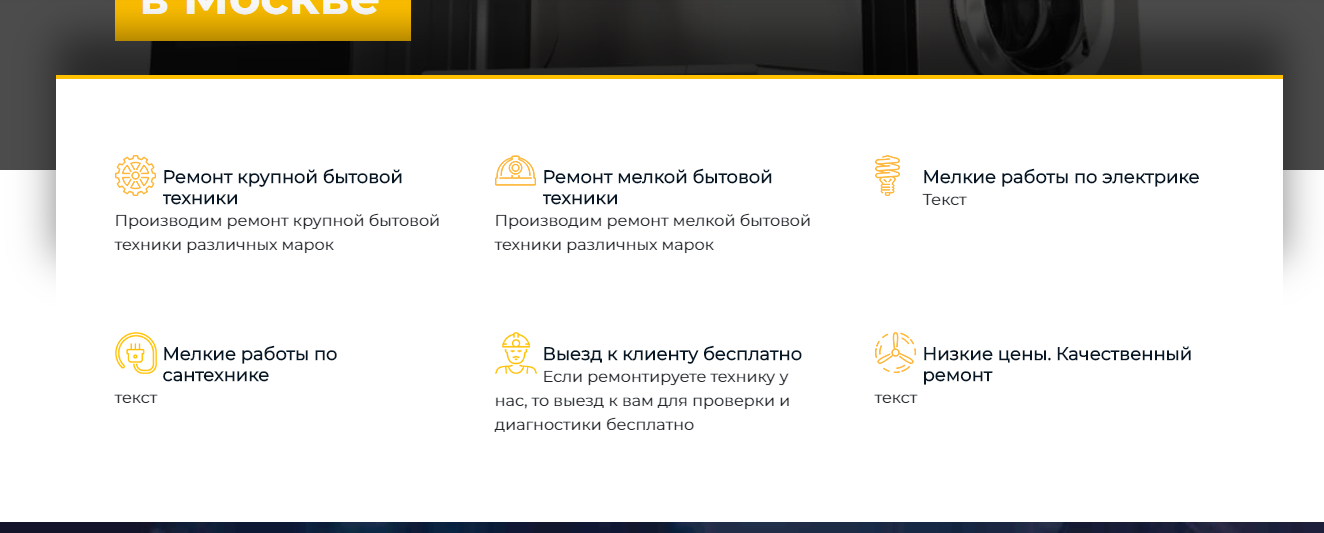 в Москве
Ремонт крупной бытовой
техники
Производим ремонт крупной бытовой
техники различных марок
Ремонт мелкой бытовой
техники
Производим ремонт мелкой бытовой
техники различных марок
Мелкие работы по электрике
Текст
Мелкие работы по
сантехнике
текст
Выезд к клиенту бесплатно
Если ремонтируете технику у
нас, то выезд к вам для проверки и
диагностики бесплатно
Низкие цены. Качественный
ремонт
текст